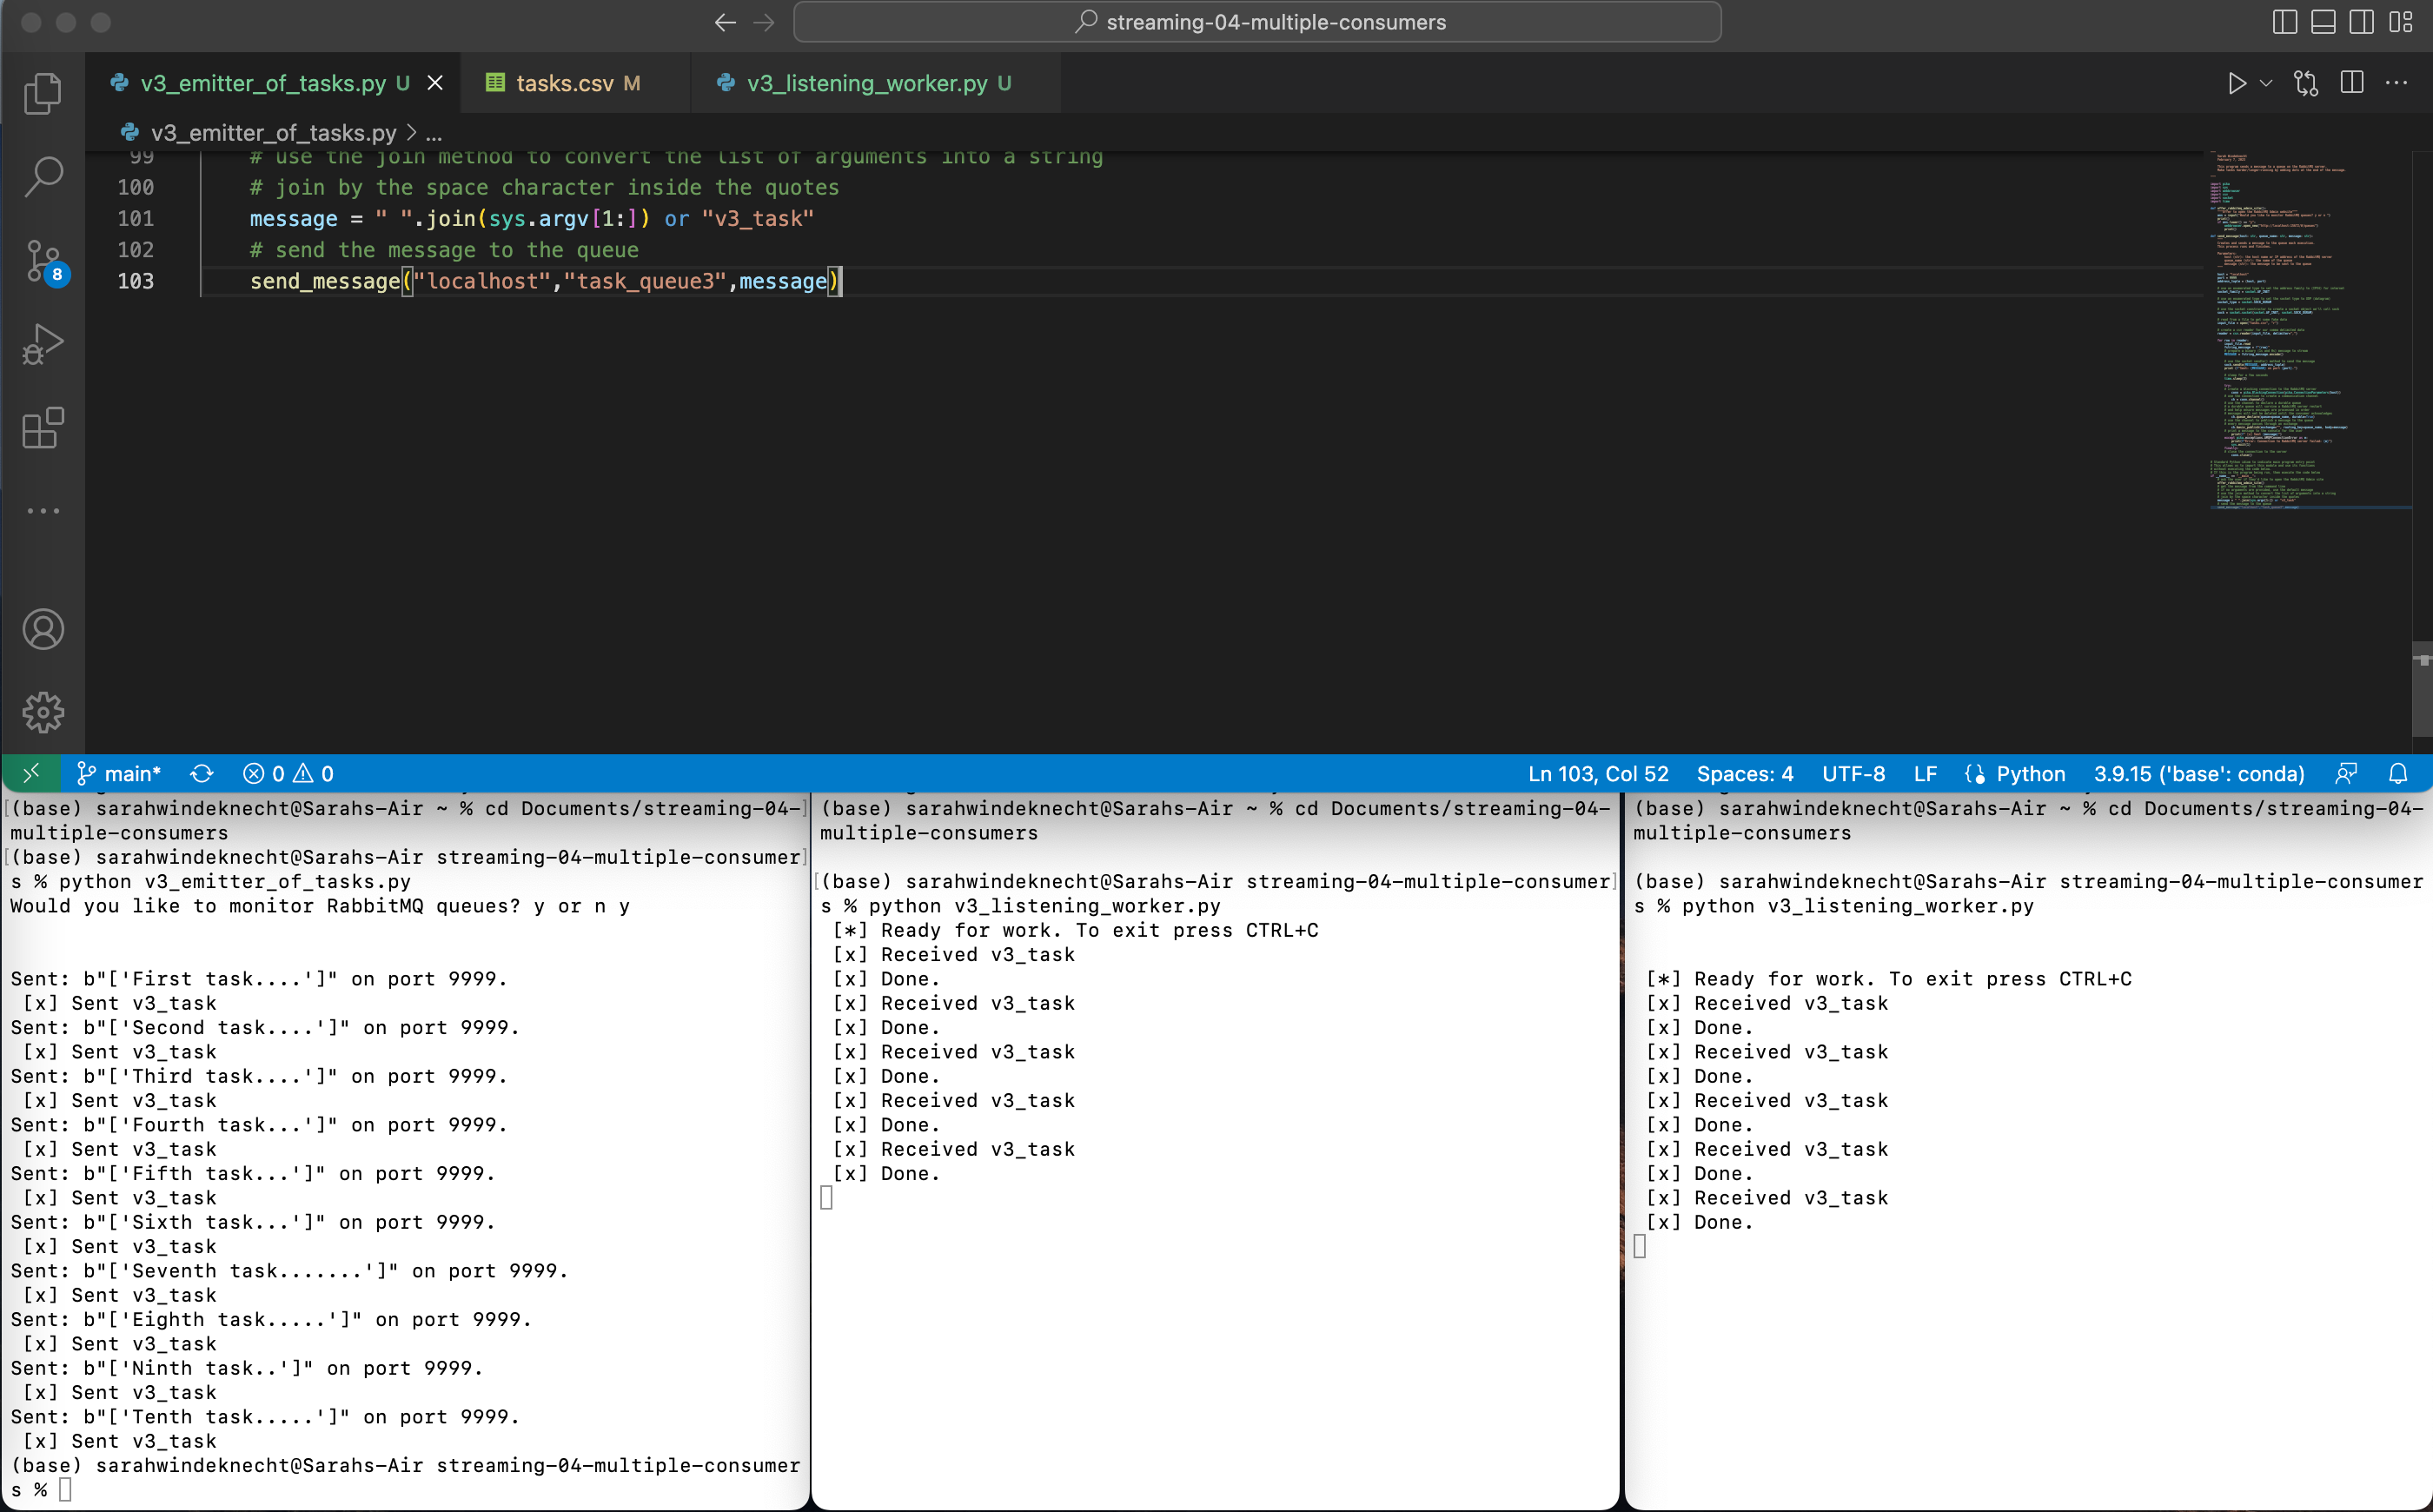 streaming-04-multiple-consumers
v3_emitter_of_tasks.py U
tasks.csv M
v3_listening_worker.py U
v3_emitter_of_tasks.py > ...
99 # use the join method to convert the list of arguments into a string
100 # join by the space character inside the quotes
101 message = " ".join(sys.argv[1:]) or "v3_task"
102 # send the message to the queue
103 send_message("localhost","task_queue3",message)
8
main* 0 0 Ln 103, Col 52 Spaces: 4 UTF-8 LF Python 3.9.15 ('base': conda)
[(base) sarahwindeknecht@Sarahs-Air ~ % cd Documents/streaming-04-]
multiple-consumers
[(base) sarahwindeknecht@Sarahs-Air streaming-04-multiple-consumer]
s % python v3_emitter_of_tasks.py
Would you like to monitor RabbitMQ queues? y or n y
Sent: b"['First task....']" on port 9999.
[x] Sent v3_task
Sent: b"['Second task....']" on port 9999.
[x] Sent v3_task
Sent: b"['Third task....']" on port 9999.
[x] Sent v3_task
Sent: b"['Fourth task...']" on port 9999.
[x] Sent v3_task
Sent: b"['Fifth task...']" on port 9999.
[x] Sent v3_task
Sent: b"['Sixth task...']" on port 9999.
[x] Sent v3_task
Sent: b"['Seventh task.......']" on port 9999.
[x] Sent v3_task
Sent: b"['Eighth task.....']" on port 9999.
[x] Sent v3_task
Sent: b"['Ninth task..']" on port 9999.
[x] Sent v3_task
Sent: b"['Tenth task.....']" on port 9999.
[x] Sent v3_task
(base) sarahwindeknecht@Sarahs-Air streaming-04-multiple-consumer
s %
(base) sarahwindeknecht@Sarahs-Air ~ % cd Documents/streaming-04-
multiple-consumers
[(base) sarahwindeknecht@Sarahs-Air streaming-04-multiple-consumer]
s % python v3_listening_worker.py
[*] Ready for work. To exit press CTRL+C
[x] Received v3_task
[x] Done.
[x] Received v3_task
[x] Done.
[x] Received v3_task
[x] Done.
[x] Received v3_task
[x] Done.
[x] Received v3_task
[x] Done.
(base) sarahwindeknecht@Sarahs-Air ~ % cd Documents/streaming-04-
multiple-consumers
(base) sarahwindeknecht@Sarahs-Air streaming-04-multiple-consumer
s % python v3_listening_worker.py
[*] Ready for work. To exit press CTRL+C
[x] Received v3_task
[x] Done.
[x] Received v3_task
[x] Done.
[x] Received v3_task
[x] Done.
[x] Received v3_task
[x] Done.
[x] Received v3_task
[x] Done.